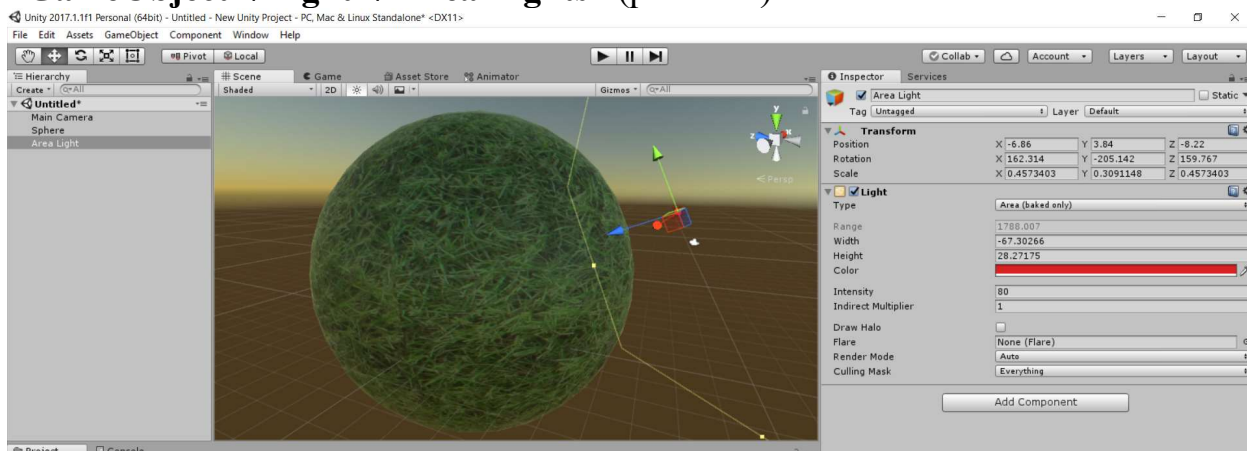 Unity 2017.1.1f1 Personal (64bit) - Untitled - New Unity Project - PC, Mac & Linux Standalone* <DX11>
File Edit Assets GameObject Component Window Help
Pivot Local Collab Account Layers Layout
Hierarchy Scene Game Asset Store Animator Inspector Services
Create All Shaded 2D Gizmos All Area Light Static
Untitled* Tag Untagged Layer Default
Main Camera
Sphere
Area Light
y
z x
Persp
Transform
Position X -6.86 Y 3.84 Z -8.22
Rotation X 162.314 Y -205.142 Z 159.767
Scale X 0.4573403 Y 0.3091148 Z 0.4573403
Light
Type Area (baked only)
Range 1788.007
Width -67.30266
Height 28.27175
Color
Intensity 80
Indirect Multiplier 1
Draw Halo
Flare None (Flare)
Render Mode Auto
Culling Mask Everything
Add Component
Project Console